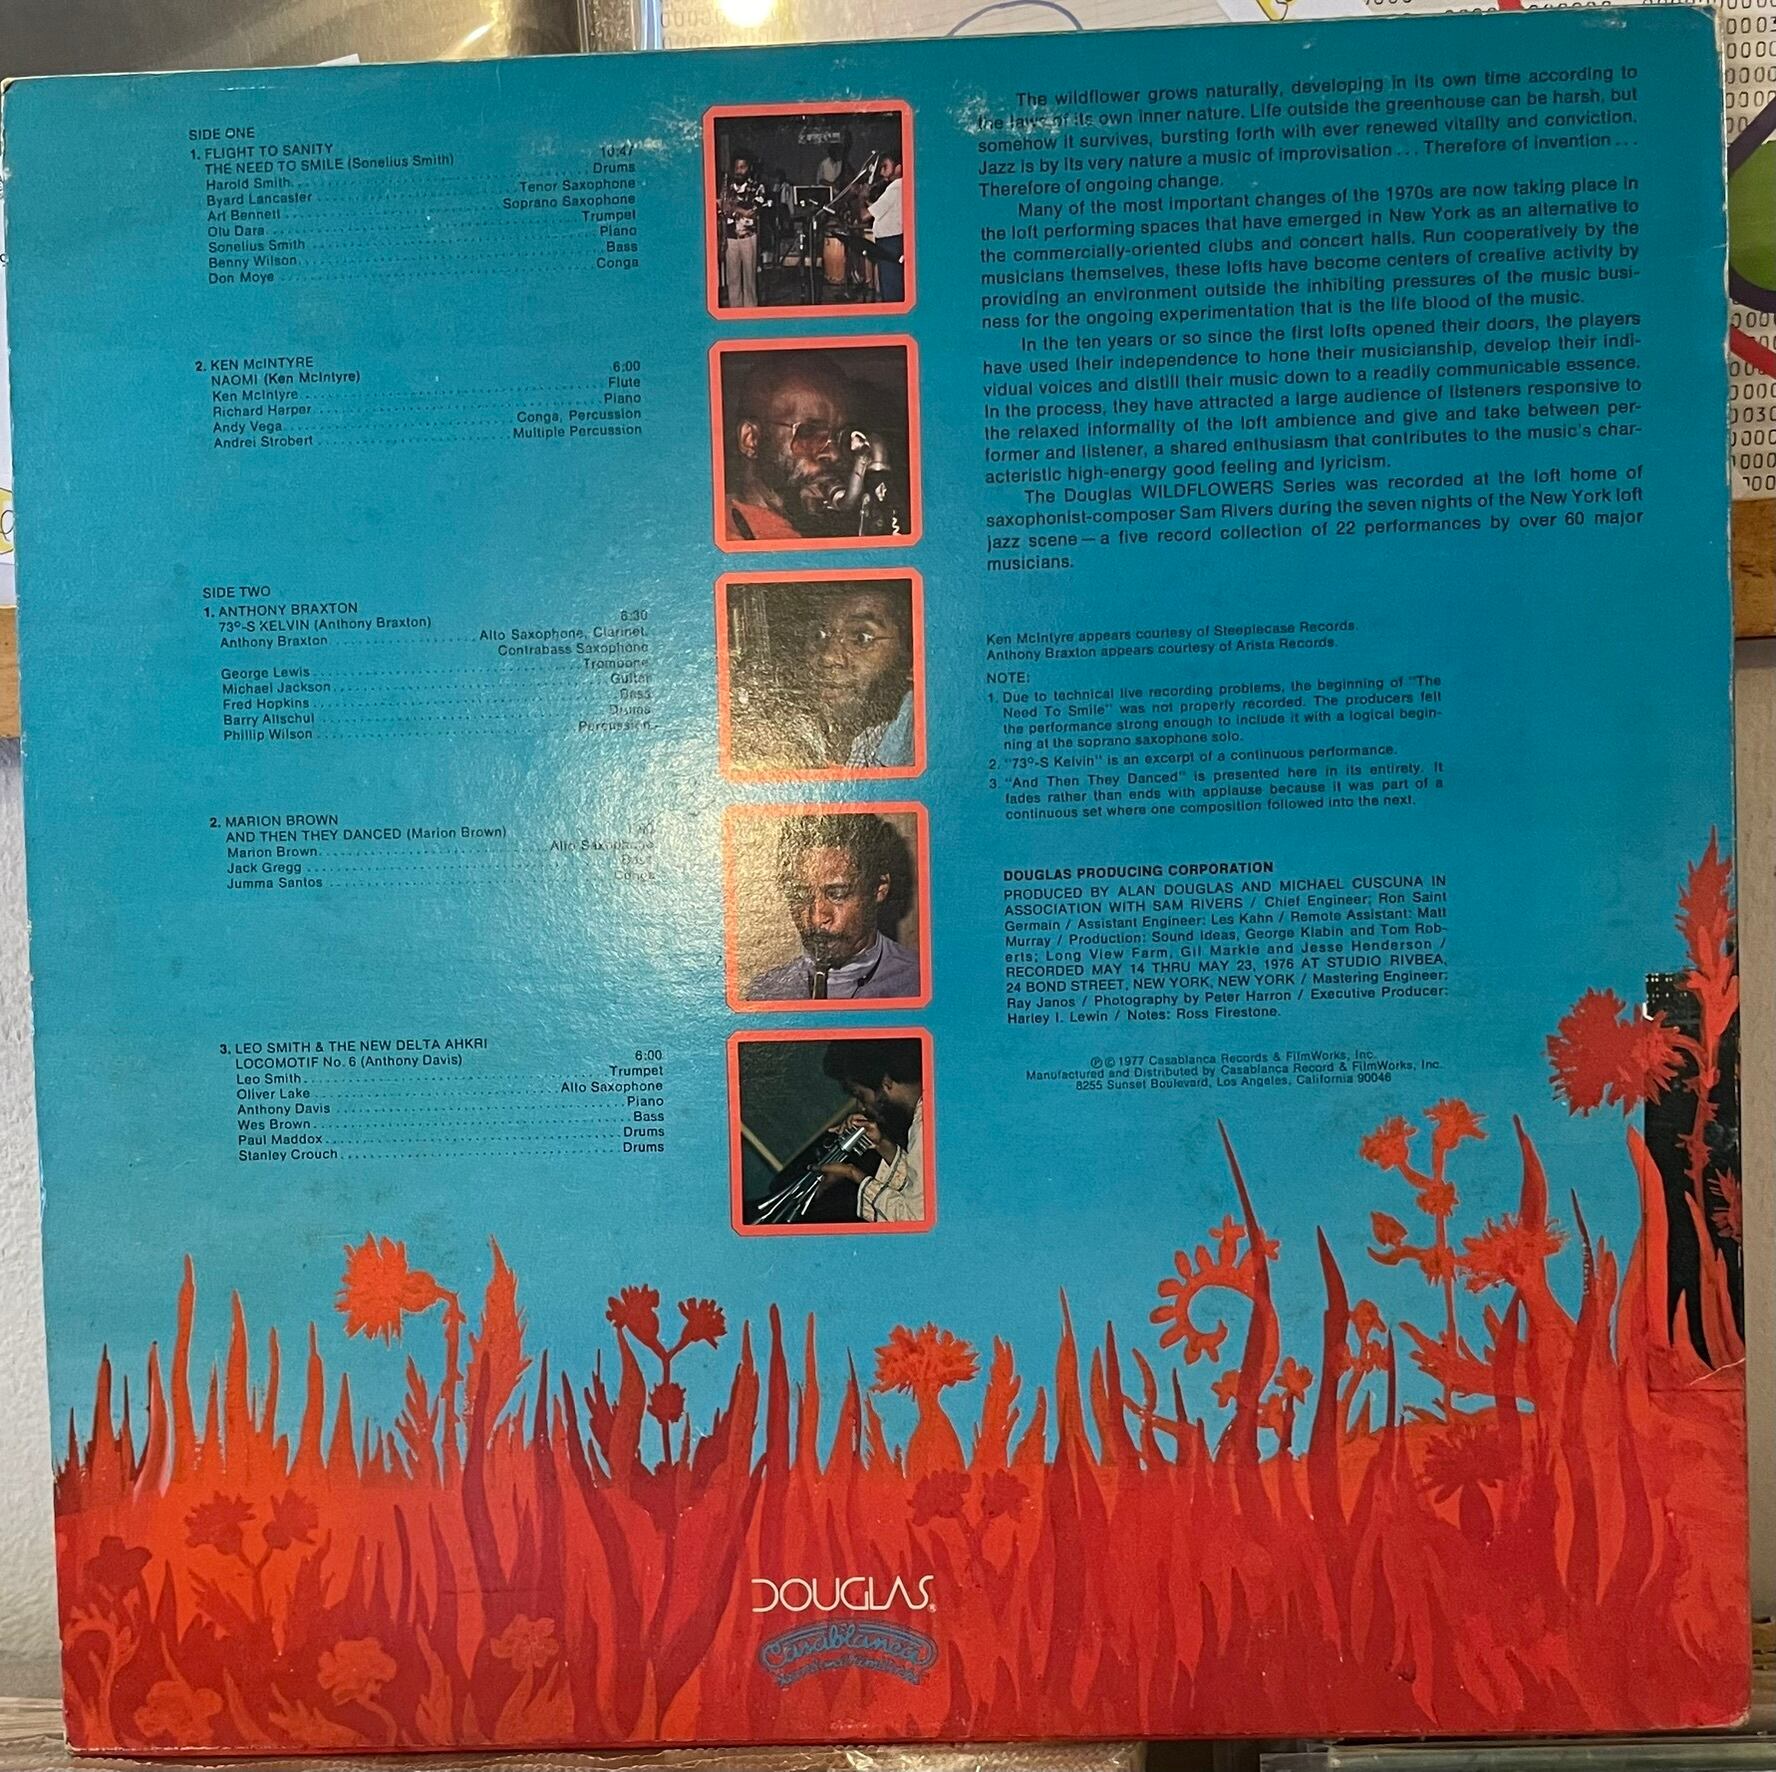 SIDE ONE
1. FLIGHT TO SANITY
THE NEED TO SMILE (Sonelius Smith) 10:47
Harold Smith Drums
Byard Lancaster Tenor Saxophone
Art Bennett Soprano Saxophone
Olu Dara Trumpet
Sonelius Smith Piano
Benny Wilson Bass
Don Moye Conga
2. KEN McINTYRE
NAOMI (Ken McIntyre) 6:00
Ken McIntyre Flute
Richard Harper Piano
Andy Vega Conga, Percussion
Andrei Strobert Multiple Percussion
SIDE TWO
1. ANTHONY BRAXTON
73°-S KELVIN (Anthony Braxton) 6:30
Anthony Braxton Alto Saxophone, Clarinet,
Contrabass Saxophone
George Lewis Trombone
Michael Jackson Guitar
Fred Hopkins Bass
Barry Altschul Drums
Phillip Wilson Percussion
2. MARION BROWN
AND THEN THEY DANCED (Marion Brown)
Marion Brown Alto Saxophone
Jack Gregg Bass
Jumma Santos Conga
3. LEO SMITH & THE NEW DELTA AHKRI
LOCOMOTIF No. 6 (Anthony Davis) 6:00
Leo Smith Trumpet
Oliver Lake Alto Saxophone
Anthony Davis Piano
Wes Brown Bass
Paul Maddox Drums
Stanley Crouch Drums
The wildflower grows naturally, developing in its own time according to
the laws of its own inner nature. Life outside the greenhouse can be harsh, but
somehow it survives, bursting forth with ever renewed vitality and conviction.
Jazz is by its very nature a music of improvisation . . . Therefore of invention . . .
Therefore of ongoing change.
Many of the most important changes of the 1970s are now taking place in
the loft performing spaces that have emerged in New York as an alternative to
the commercially-oriented clubs and concert halls. Run cooperatively by the
musicians themselves, these lofts have become centers of creative activity by
providing an environment outside the inhibiting pressures of the music busi-
ness for the ongoing experimentation that is the life blood of the music.
In the ten years or so since the first lofts opened their doors, the players
have used their independence to hone their musicianship, develop their indi-
vidual voices and distill their music down to a readily communicable essence.
In the process, they have attracted a large audience of listeners responsive to
the relaxed informality of the loft ambience and give and take between per-
former and listener, a shared enthusiasm that contributes to the music's char-
acteristic high-energy good feeling and lyricism.
The Douglas WILDFLOWERS Series was recorded at the loft home of
saxophonist-composer Sam Rivers during the seven nights of the New York loft
jazz scene — a five record collection of 22 performances by over 60 major
musicians.
Ken McIntyre appears courtesy of Steeplecase Records.
Anthony Braxton appears courtesy of Arista Records.
NOTE:
1. Due to technical live recording problems, the beginning of "The
Need To Smile" was not properly recorded. The producers felt
the performance strong enough to include it with a logical begin-
ning at the soprano saxophone solo.
2. "73°-S Kelvin" is an excerpt of a continuous performance.
3. "And Then They Danced" is presented here in its entirety. It
fades rather than ends with applause because it was part of a
continuous set where one composition followed into the next.
DOUGLAS PRODUCING CORPORATION
PRODUCED BY ALAN DOUGLAS AND MICHAEL CUSCUNA IN
ASSOCIATION WITH SAM RIVERS / Chief Engineer: Ron Saint
Germain / Assistant Engineer: Les Kahn / Remote Assistant: Matt
Murray / Production: Sound Ideas, George Klabin and Tom Rob-
erts; Long View Farm, Gil Markle and Jesse Henderson /
RECORDED MAY 14 THRU MAY 23, 1976 AT STUDIO RIVBEA,
24 BOND STREET, NEW YORK, NEW YORK / Mastering Engineer:
Ray Janos / Photography by Peter Harron / Executive Producer:
Harley I. Lewin / Notes: Ross Firestone.
℗ © 1977 Casablanca Records & FilmWorks, Inc.
Manufactured and Distributed by Casablanca Record & FilmWorks, Inc.
8255 Sunset Boulevard, Los Angeles, California 90046
DOUGLAS®
Casablanca